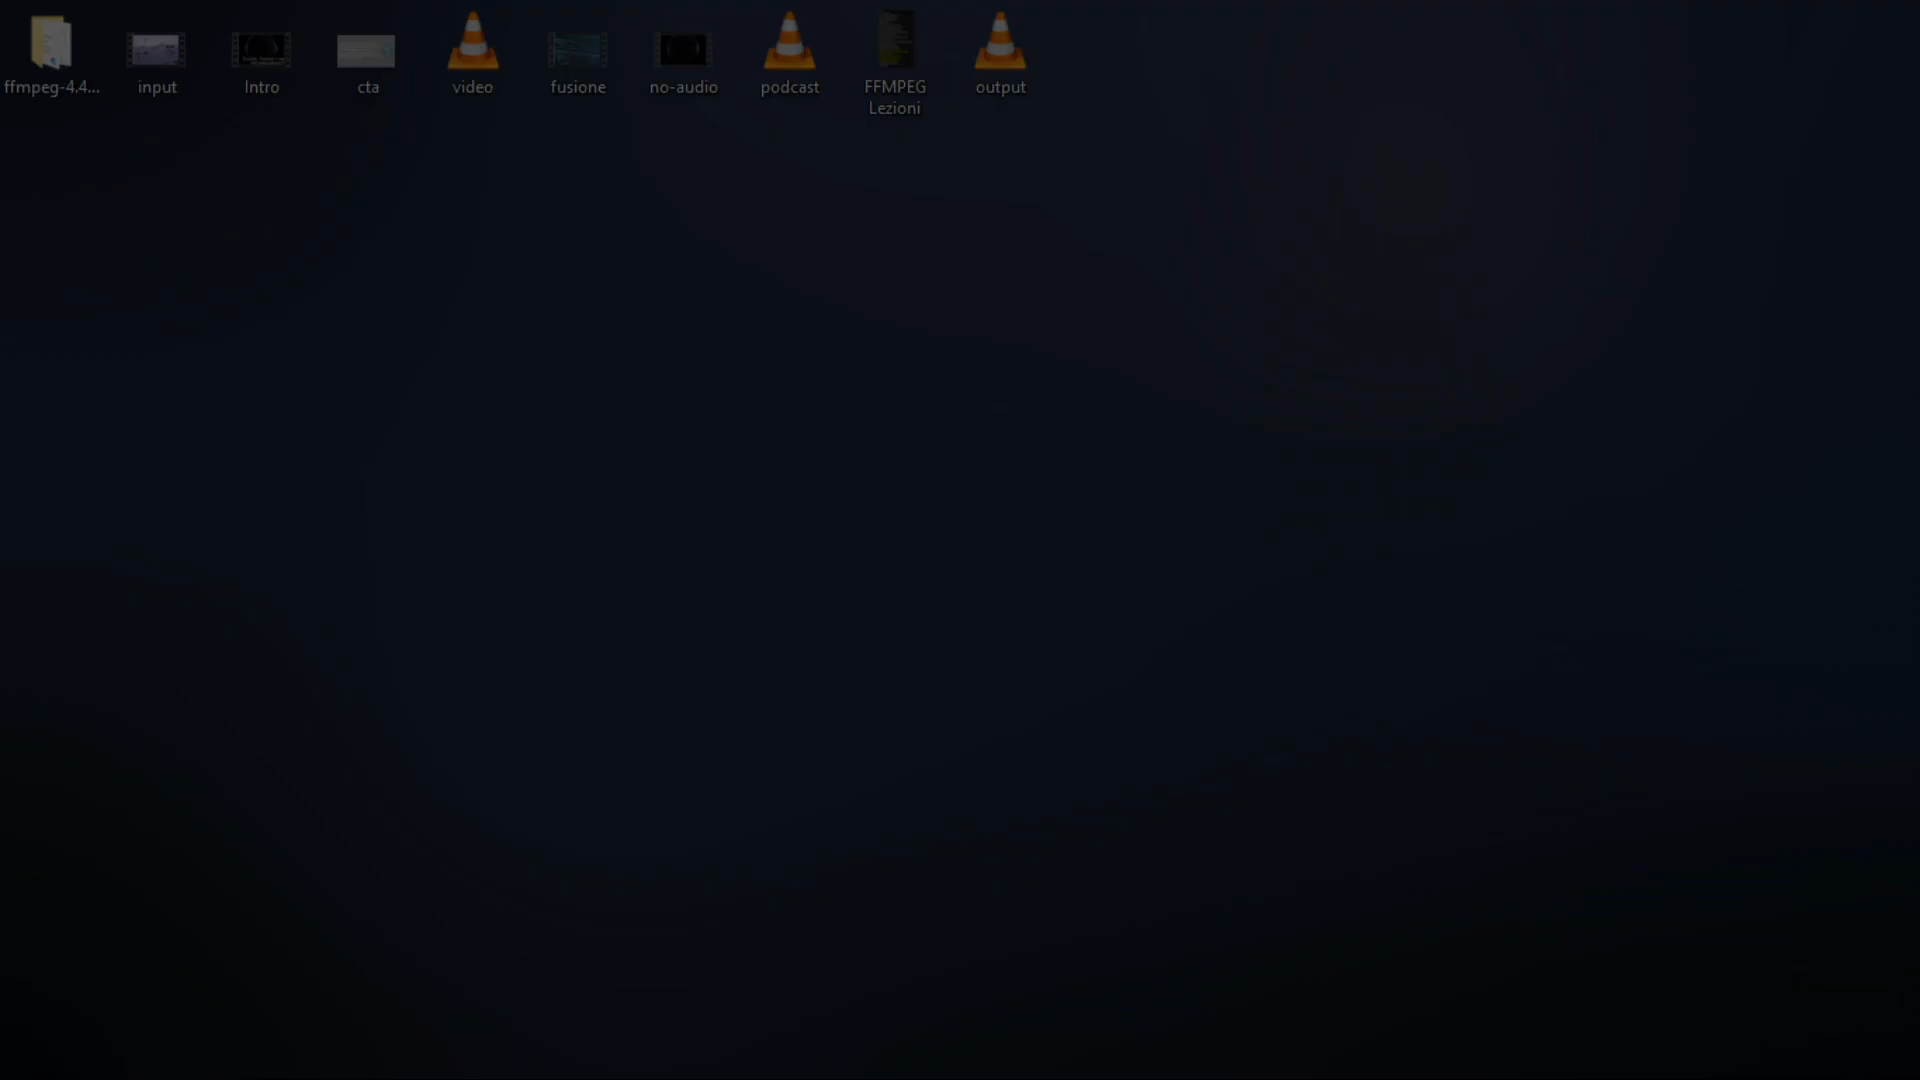 ffmpeg-4.4...
input
Intro
cta
video
fusione
no-audio
podcast
FFMPEG
Lezioni
output